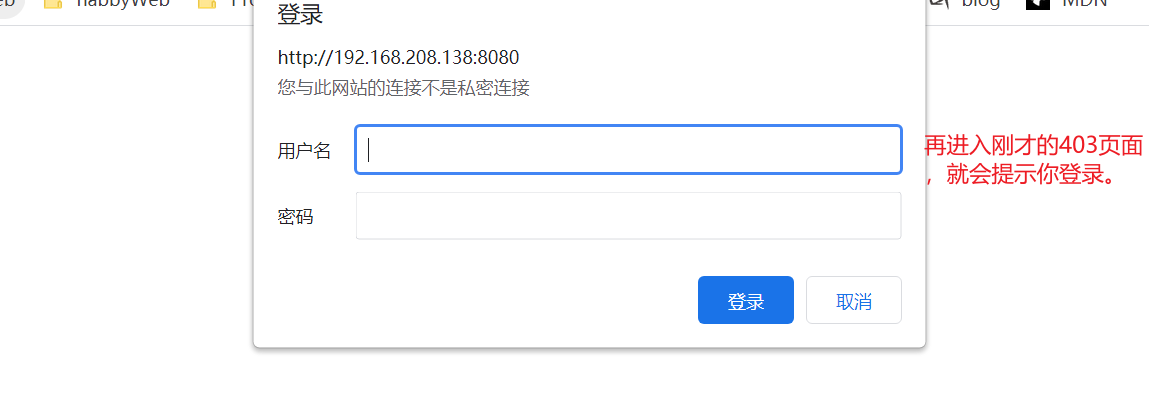 habbyWeb
blog
MDN
登录
http://192.168.208.138:8080
您与此网站的连接不是私密连接
用户名
密码
登录
取消
再进入刚才的403页面
，就会提示你登录。